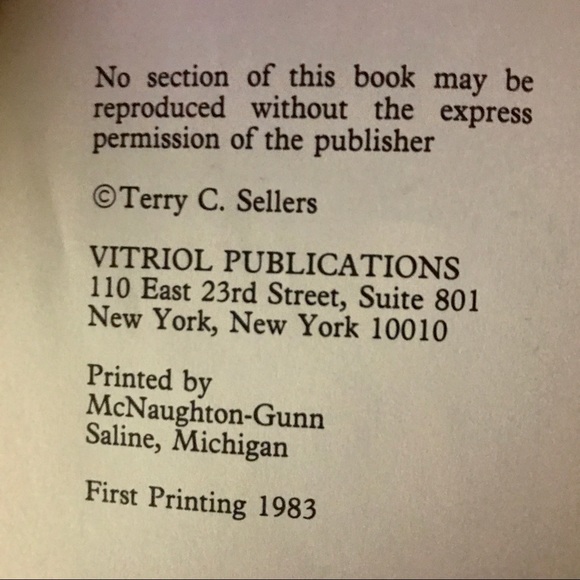 No section of this book may be
reproduced without the express
permission of the publisher
©Terry C. Sellers
VITRIOL PUBLICATIONS
110 East 23rd Street, Suite 801
New York, New York 10010
Printed by
McNaughton-Gunn
Saline, Michigan
First Printing 1983